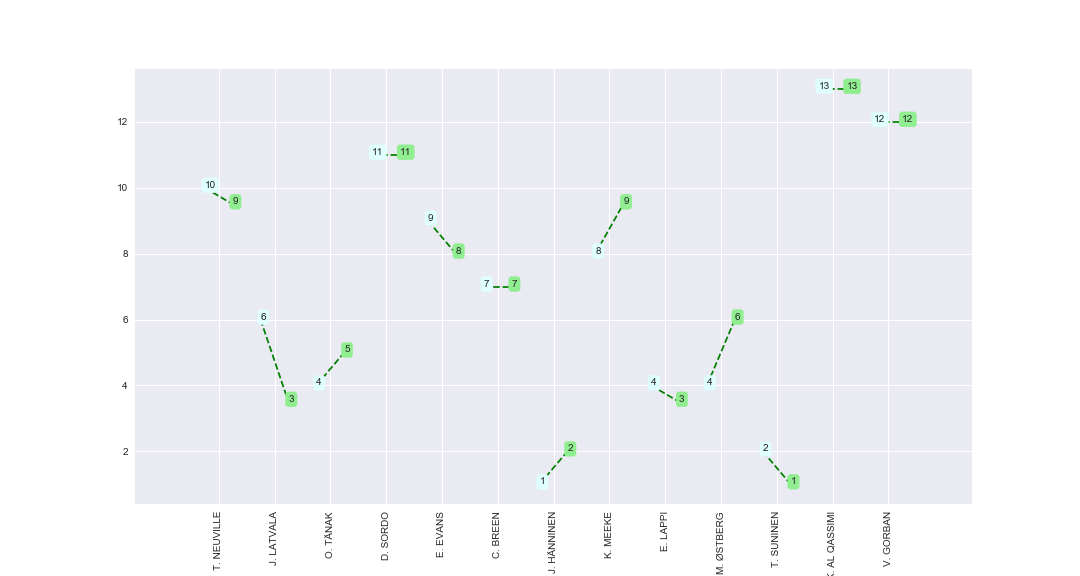 13 13
12
12 12
11 11
10
10
9
9
9
8
8
8
7 7
6
6
6
5
4
4
4
4
3
3
2
2
2
1
1
T. NEUVILLE
J. LATVALA
O. TÄNAK
D. SORDO
E. EVANS
C. BREEN
J. HÄNNINEN
K. MEEKE
E. LAPPI
M. ØSTBERG
T. SUNINEN
AL QASSIMI
V. GORBAN